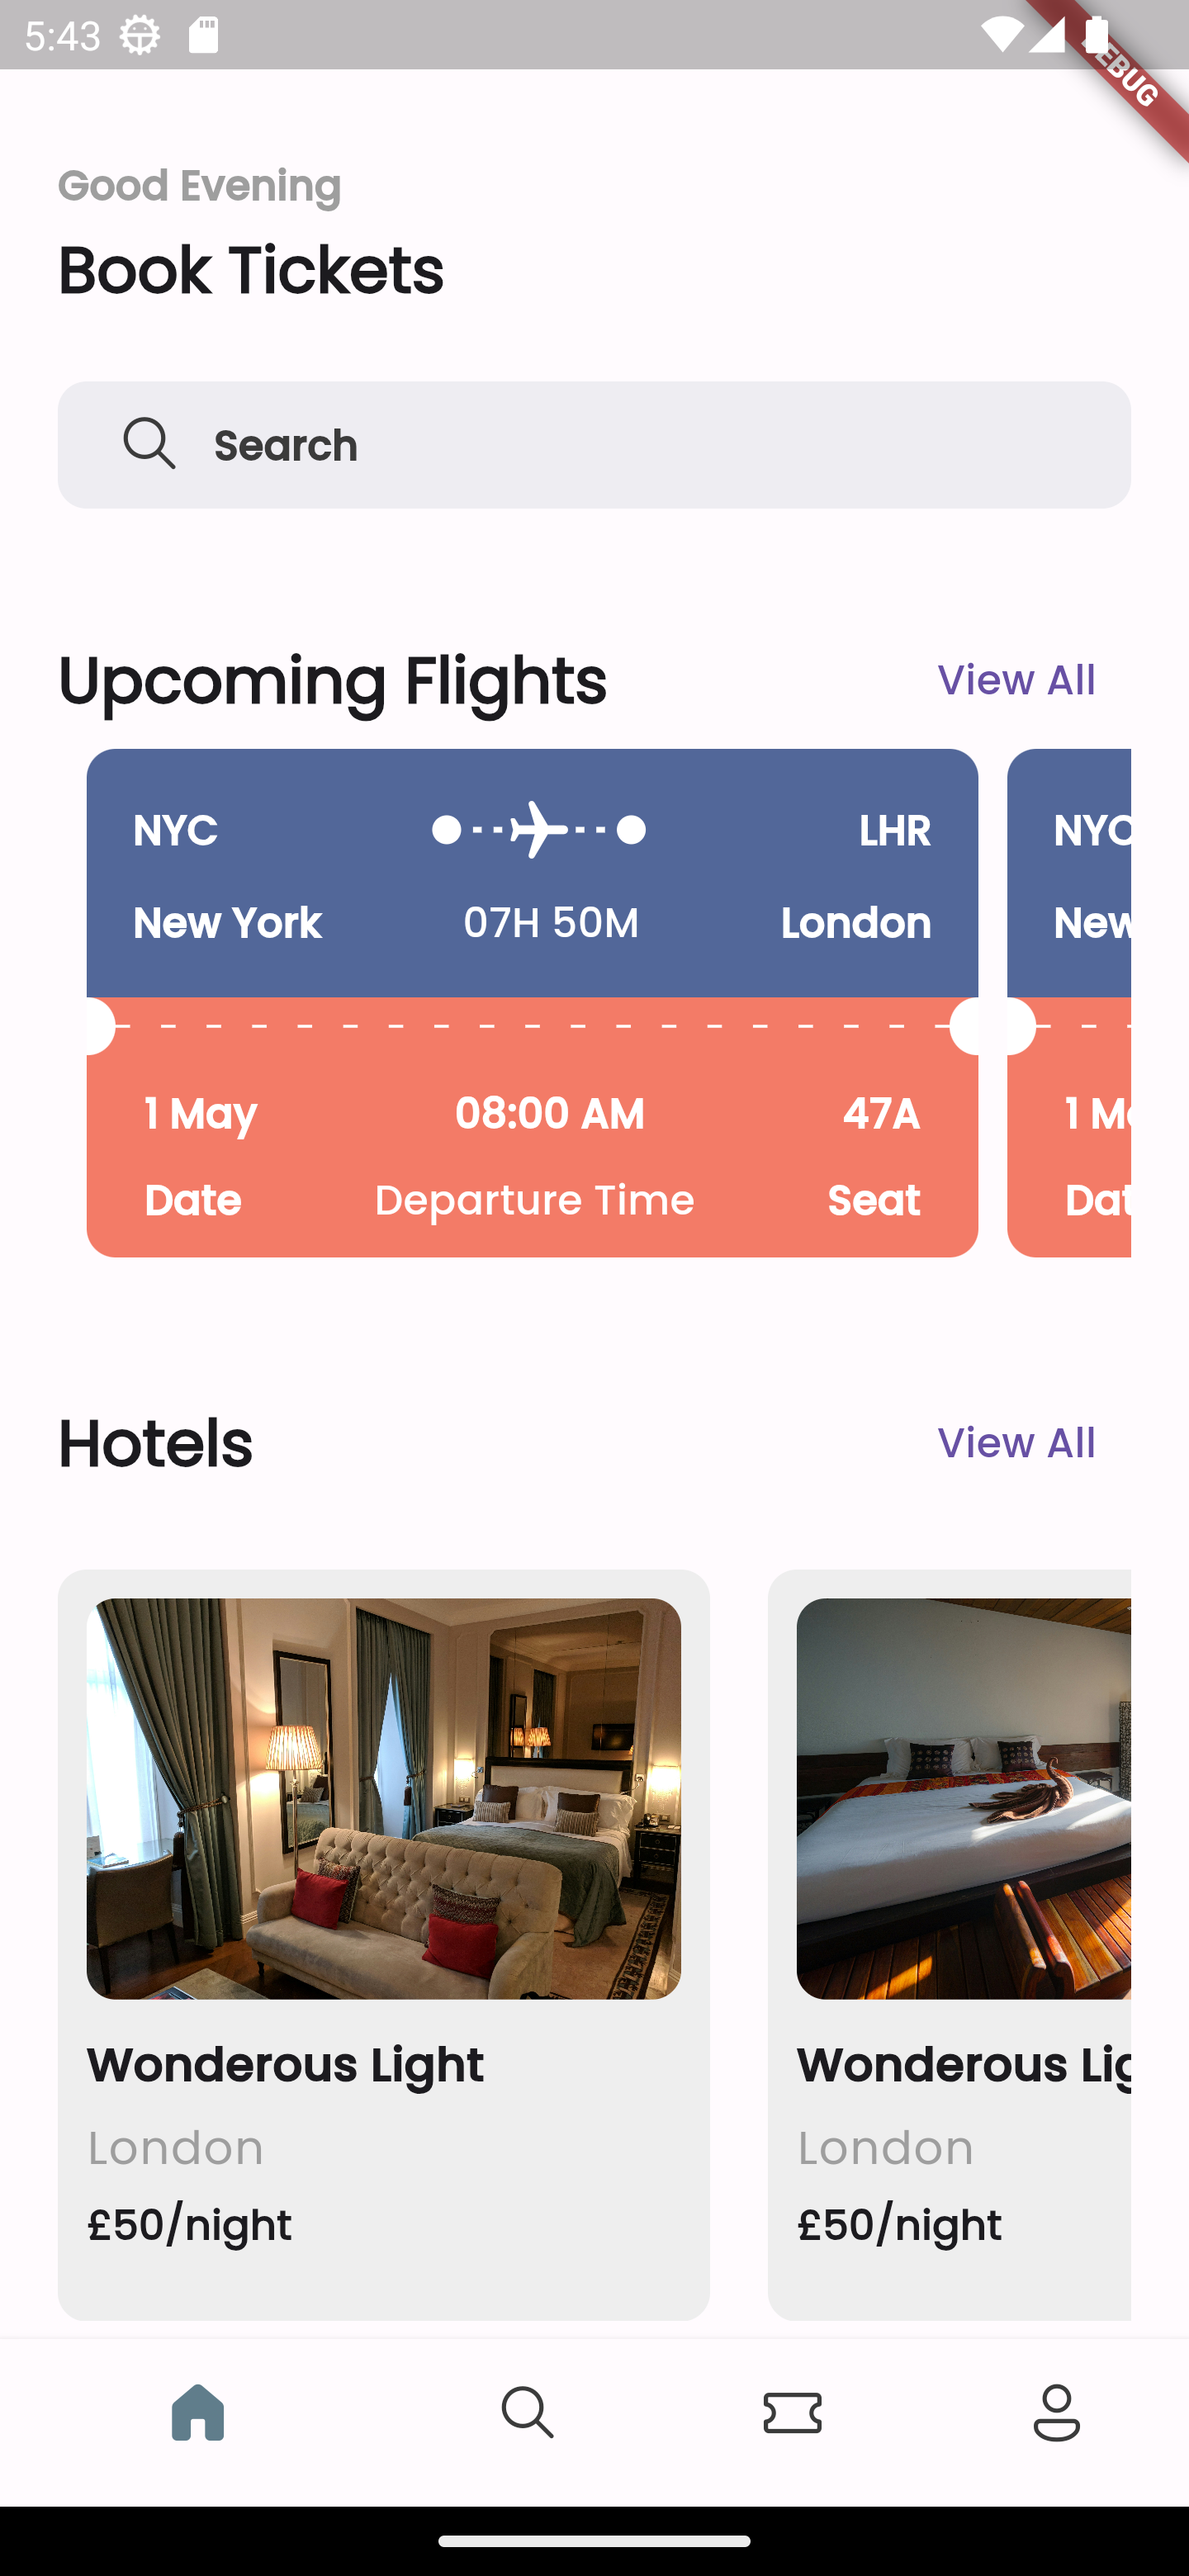 5:43
DEBUG
Good Evening
Book Tickets
Search
Upcoming Flights View All
NYC LHR NYC
New York 07H 50M London New
1 May 08:00 AM 47A 1 Ma
Date Departure Time Seat Dat
Hotels View All
Wonderous Light Wonderous Lig
London London
£50/night £50/night